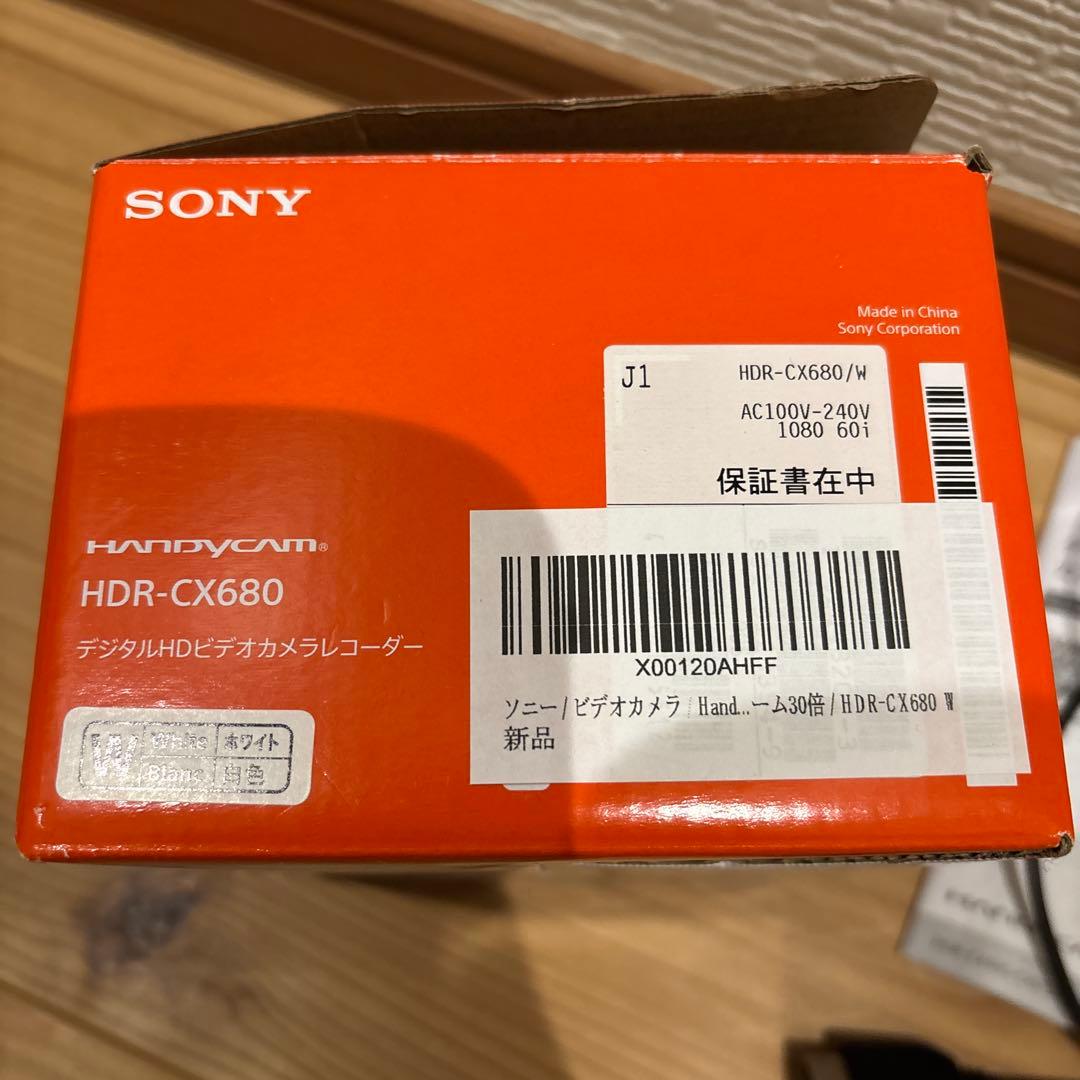 SONY
Made in China
Sony Corporation
J1
HDR-CX680/W
AC100V-240V
1080 60i
保証書在中
HANDYCAM®
HDR-CX680
デジタルHDビデオカメラレコーダー
X00120AHFF
ソニー/ビデオカメラ/Hand...ーム30倍/HDR-CX680 W
新品
W
White ホワイト
Blanc 白色